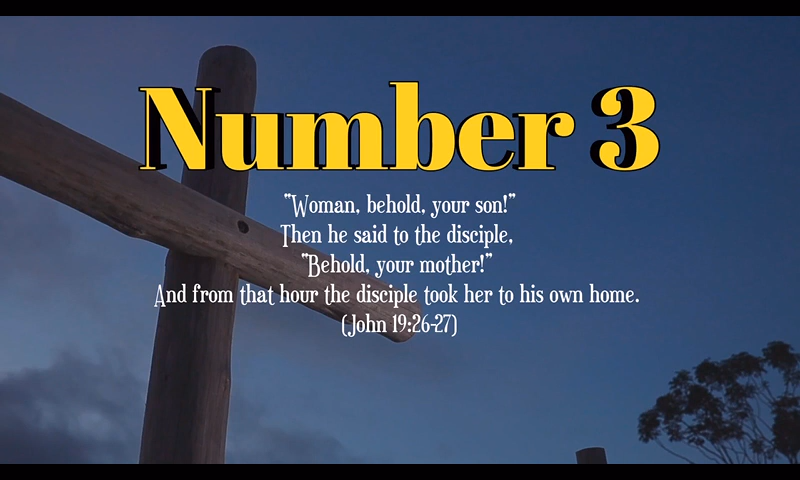 Number 3
"Woman, behold, your son!"
Then he said to the disciple,
"Behold, your mother!"
And from that hour the disciple took her to his own home.
(John 19:26-27)